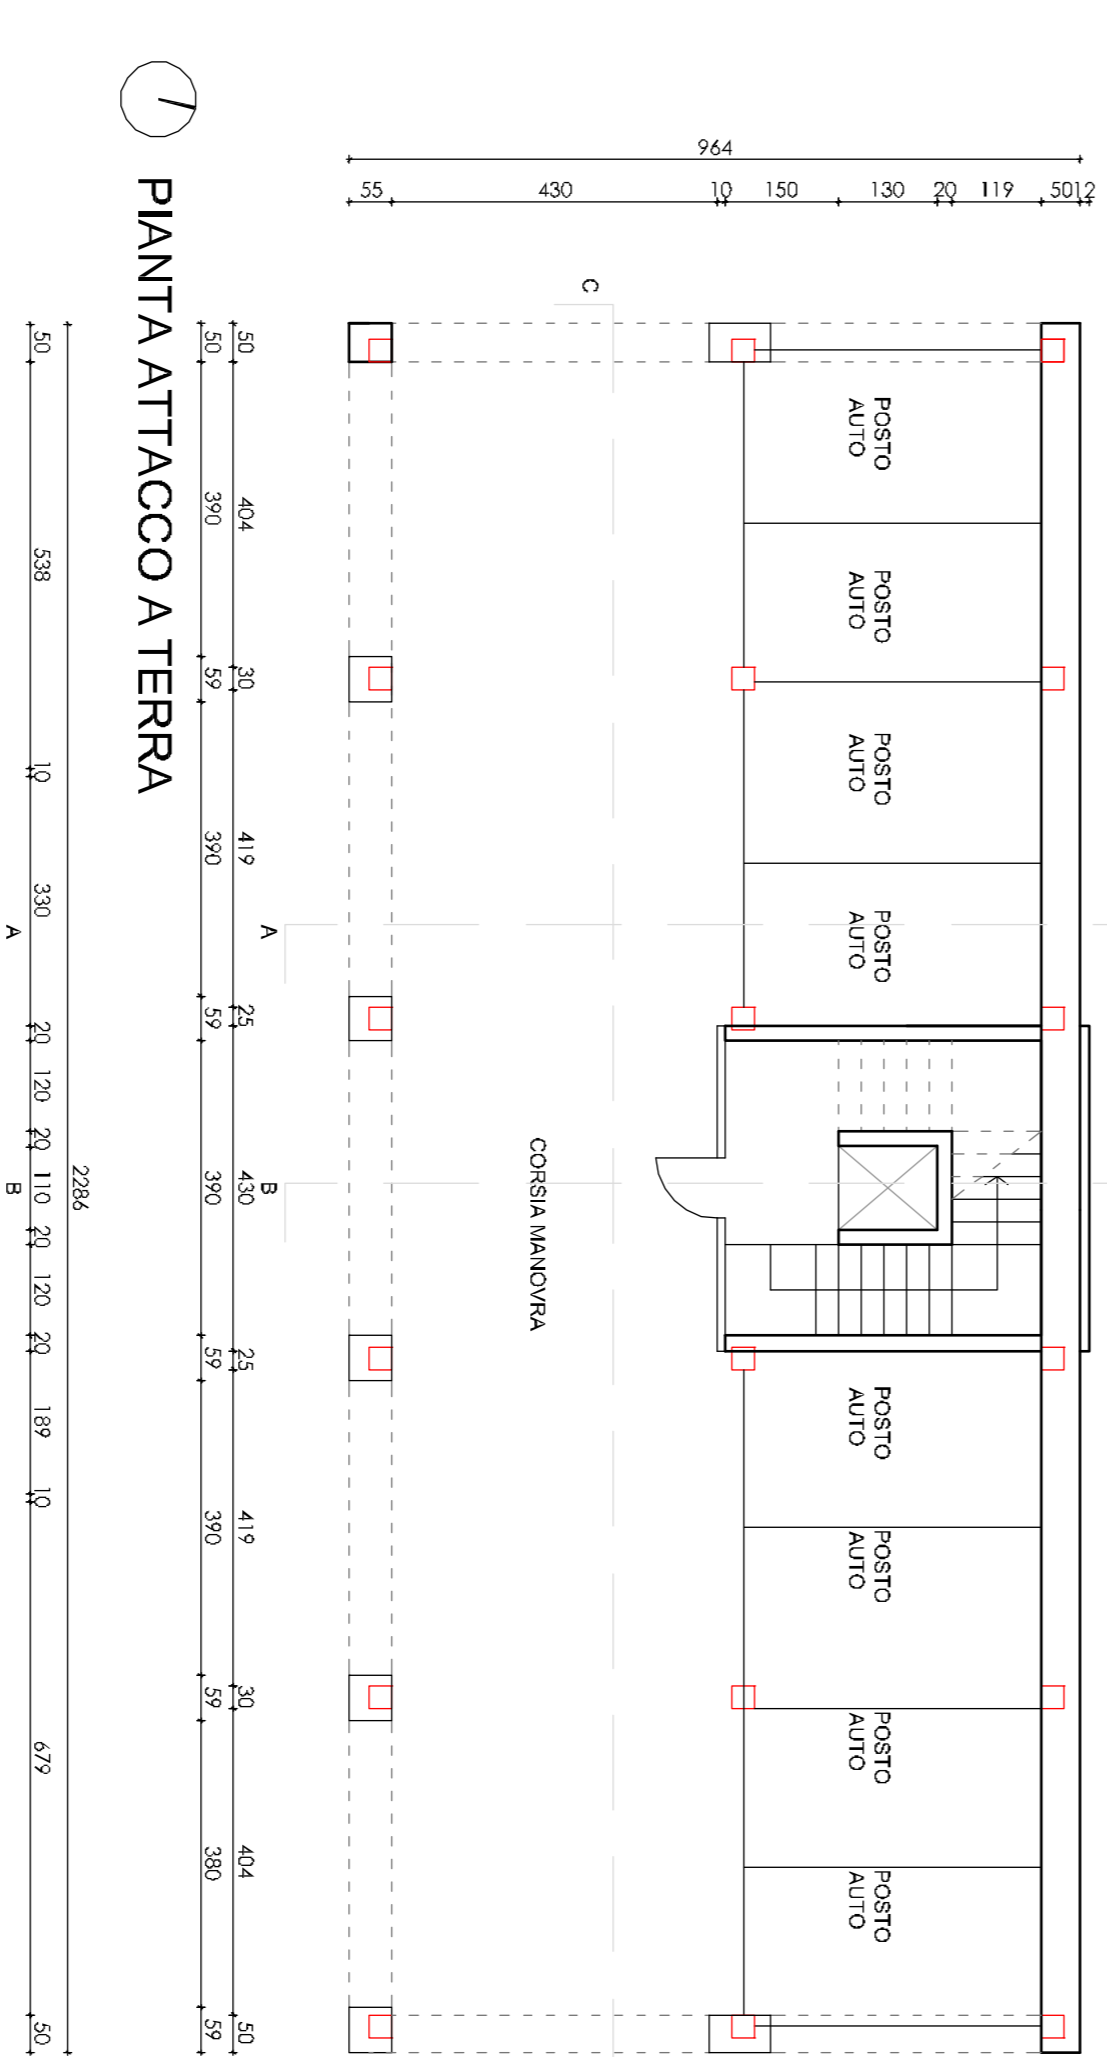 964
55 430 10 150 130 20 119 50 12
C
POSTO
AUTO
POSTO
AUTO
POSTO
AUTO
POSTO
AUTO
CORSIA MANOVRA
POSTO
AUTO
POSTO
AUTO
POSTO
AUTO
POSTO
AUTO
A B
50 404 30 419 25 430 25 419 30 404 50
50 390 59 390 59 390 59 390 59 380 59
PIANTA ATTACCO A TERRA
2286
50 538 10 330 20 120 20 110 20 120 20 189 10 679 50
A B